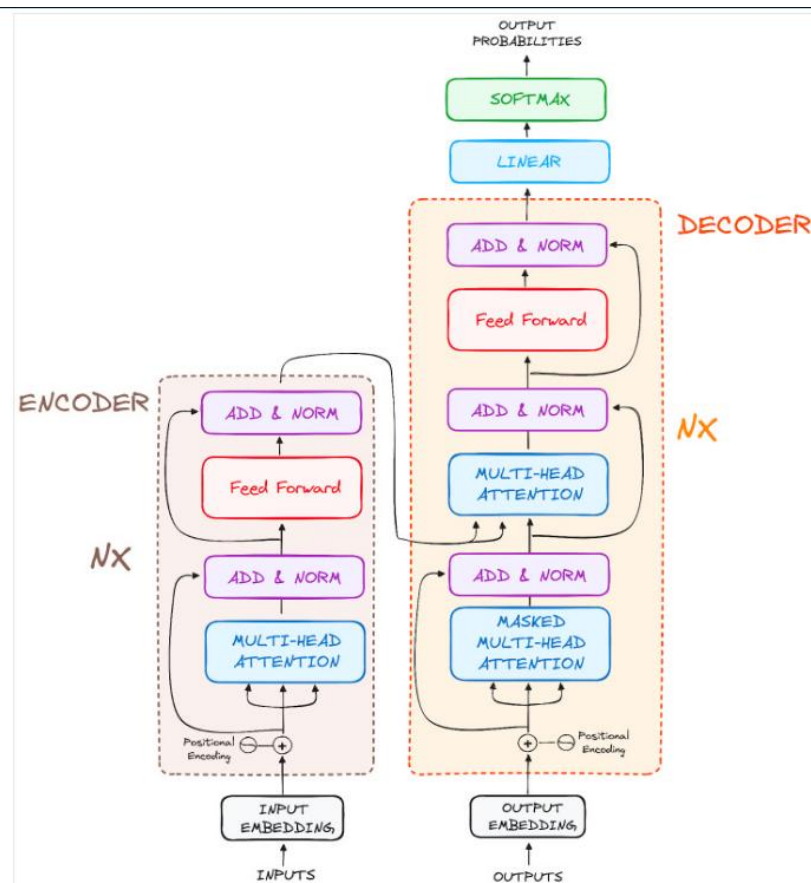 OUTPUT
PROBABILITIES
SOFTMAX
LINEAR
DECODER
ADD & NORM
Feed Forward
ADD & NORM
NX
MULTI-HEAD
ATTENTION
ADD & NORM
MASKED
MULTI-HEAD
ATTENTION
Positional
Encoding
OUTPUT
EMBEDDING
OUTPUTS
ENCODER
ADD & NORM
Feed Forward
NX
ADD & NORM
MULTI-HEAD
ATTENTION
Positional
Encoding
INPUT
EMBEDDING
INPUTS